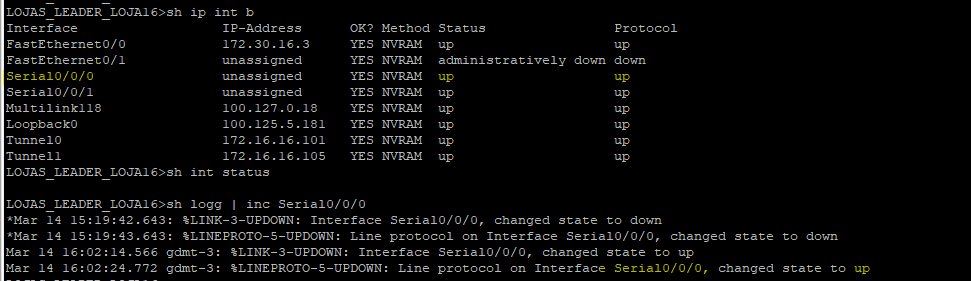 LOJAS_LEADER_LOJA16>sh ip int b
Interface IP-Address OK? Method Status Protocol
FastEthernet0/0 172.30.16.3 YES NVRAM up up
FastEthernet0/1 unassigned YES NVRAM administratively down down
Serial0/0/0 unassigned YES NVRAM up up
Serial0/0/1 unassigned YES NVRAM up up
Multilink118 100.127.0.18 YES NVRAM up up
Loopback0 100.125.5.181 YES NVRAM up up
Tunnel0 172.16.16.101 YES NVRAM up up
Tunnel1 172.16.16.105 YES NVRAM up up
LOJAS_LEADER_LOJA16>sh int status
LOJAS_LEADER_LOJA16>sh logg | inc Serial0/0/0
*Mar 14 15:19:42.643: %LINK-3-UPDOWN: Interface Serial0/0/0, changed state to down
*Mar 14 15:19:43.643: %LINEPROTO-5-UPDOWN: Line protocol on Interface Serial0/0/0, changed state to down
Mar 14 16:02:14.566 gdmt-3: %LINK-3-UPDOWN: Interface Serial0/0/0, changed state to up
Mar 14 16:02:24.772 gdmt-3: %LINEPROTO-5-UPDOWN: Line protocol on Interface Serial0/0/0, changed state to up